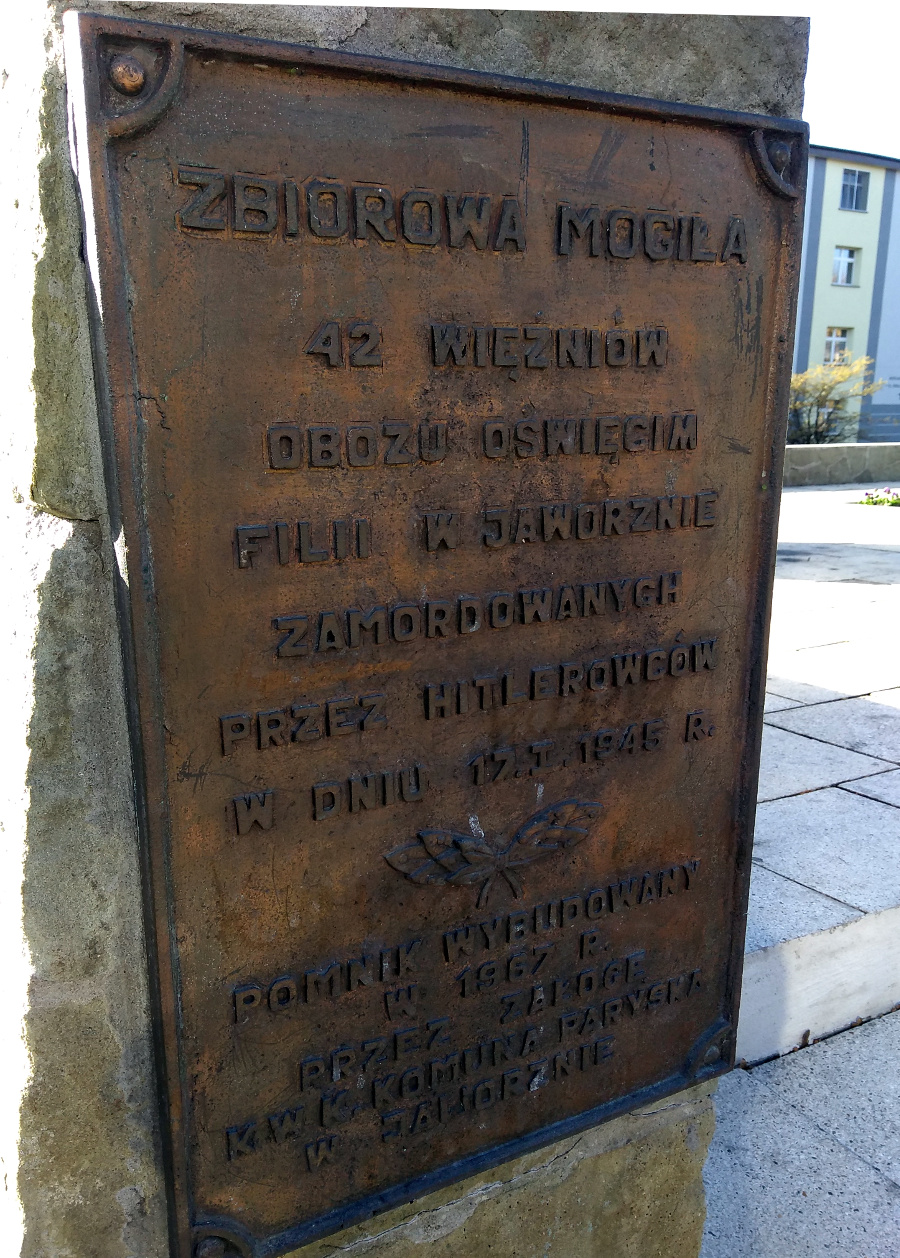 ZBIOROWA MOGIŁA
42 WIĘŹNIÓW
OBOZU OŚWIĘCIM
FILII W JAWORZNIE
ZAMORDOWANYCH
PRZEZ HITLEROWCÓW
W DNIU 17.I.1945 R.
POMNIK WYBUDOWANY
W 1967 R.
PRZEZ ZAŁOGĘ
K.W.K. KOMUNA PARYSKA
W JAWORZNIE